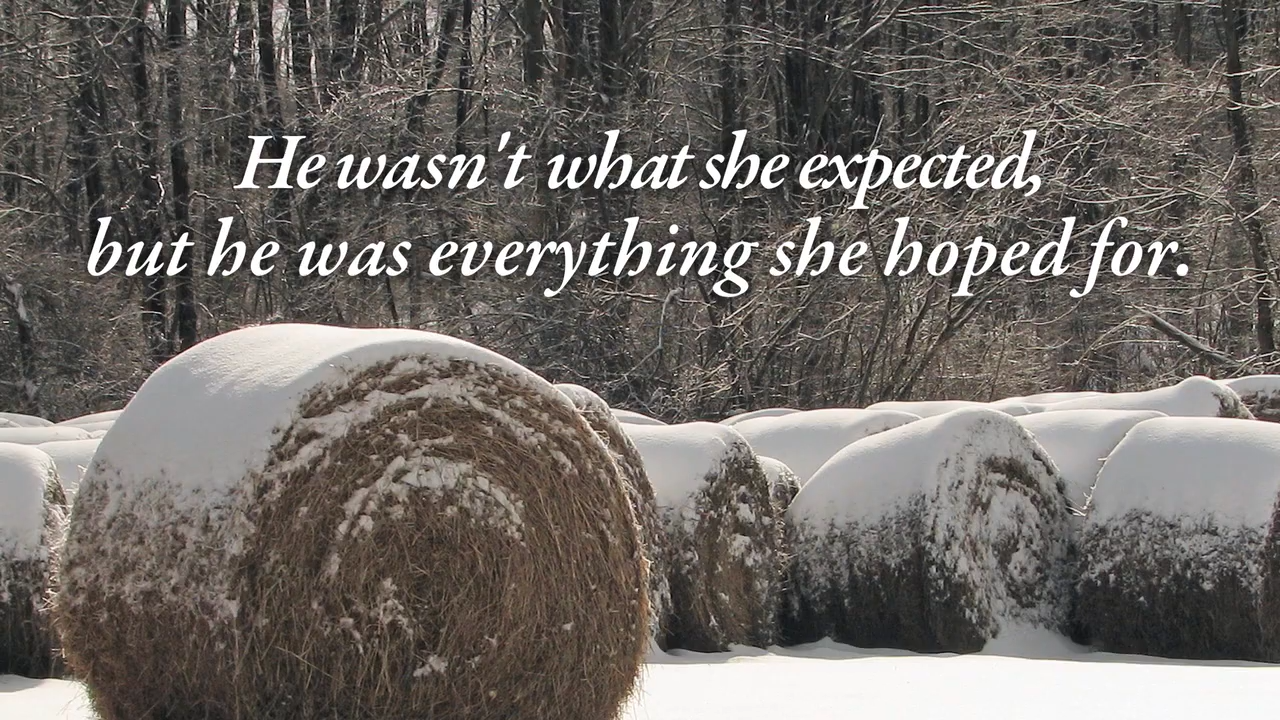 He wasn't what she expected,
but he was everything she hoped for.